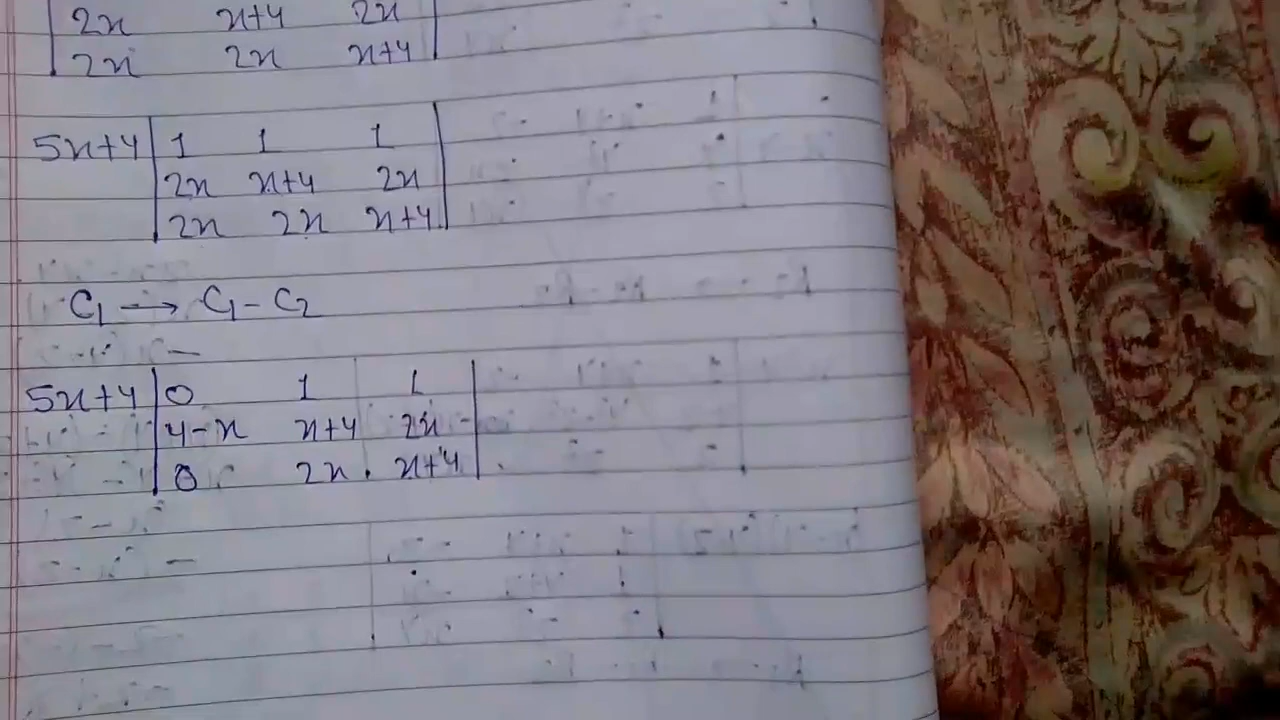 2x x+4 2x
2x 2x x+4
5x+4 | 1 1 1 |
| 2x x+4 2x |
| 2x 2x x+4 |
C1 → C1 - C2
5x+4 | 0 1 1 |
| 4-x x+4 2x |
| 0 2x x+4 |